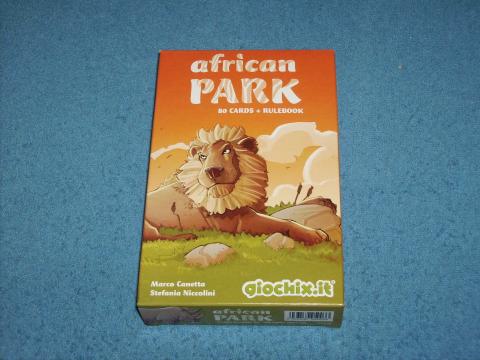 african
PARK
80 CARDS + RULEBOOK
Marco Canetta
Stefania Niccolini
giochix.it
african
PARK